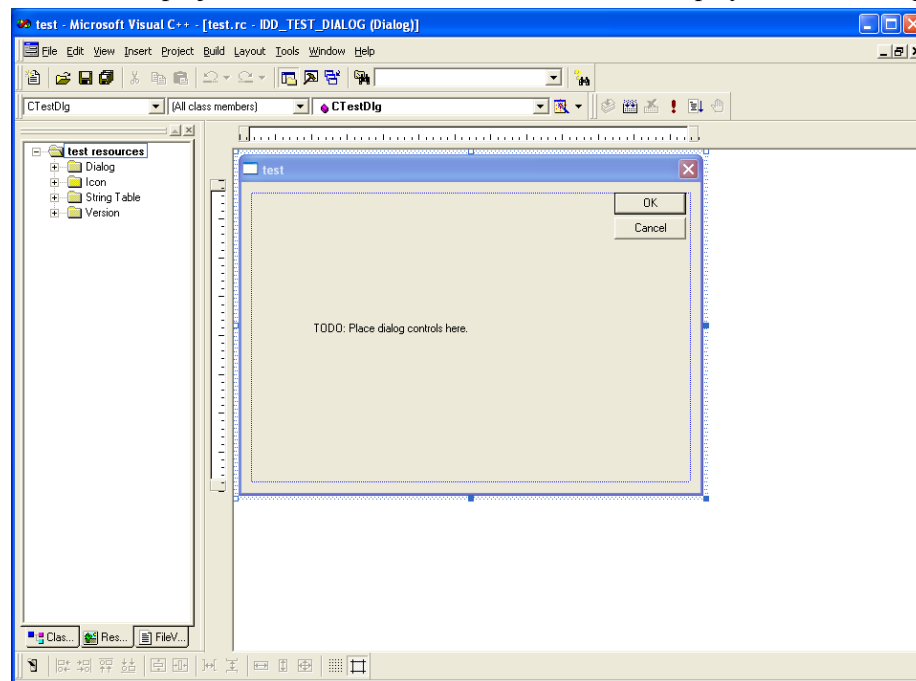 test - Microsoft Visual C++ - [test.rc - IDD_TEST_DIALOG (Dialog)]
File Edit View Insert Project Build Layout Tools Window Help
CTestDlg (All class members) CTestDlg
test resources
Dialog
Icon
String Table
Version
test
OK
Cancel
TODO: Place dialog controls here.
Clas... Res... FileV...